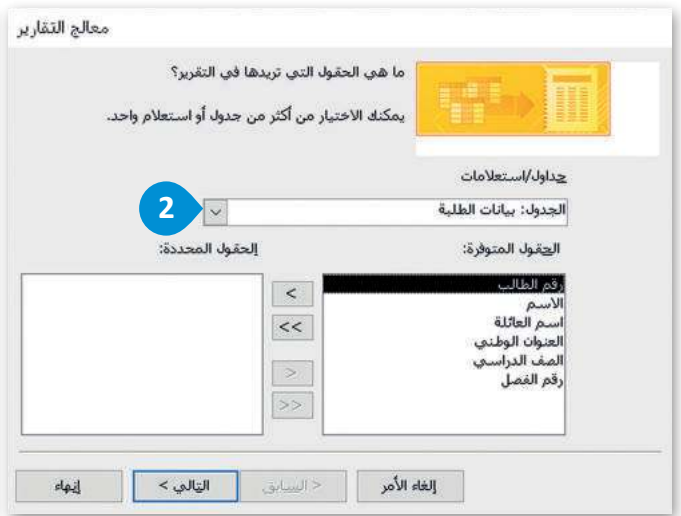 معالج التقارير
ما هي الحقول التي تريدها في التقرير؟
يمكنك الاختيار من أكثر من جدول أو استعلام واحد.
جداول/استعلامات
الجدول: بيانات الطلبة
2
الحقول المتوفرة:
الحقول المحددة:
رقم الطالب
الاسم
اسم العائلة
العنوان الوطني
الصف الدراسي
رقم الفصل
>
>>
<
<<
إلغاء الأمر
< السابق
التالي >
إنهاء